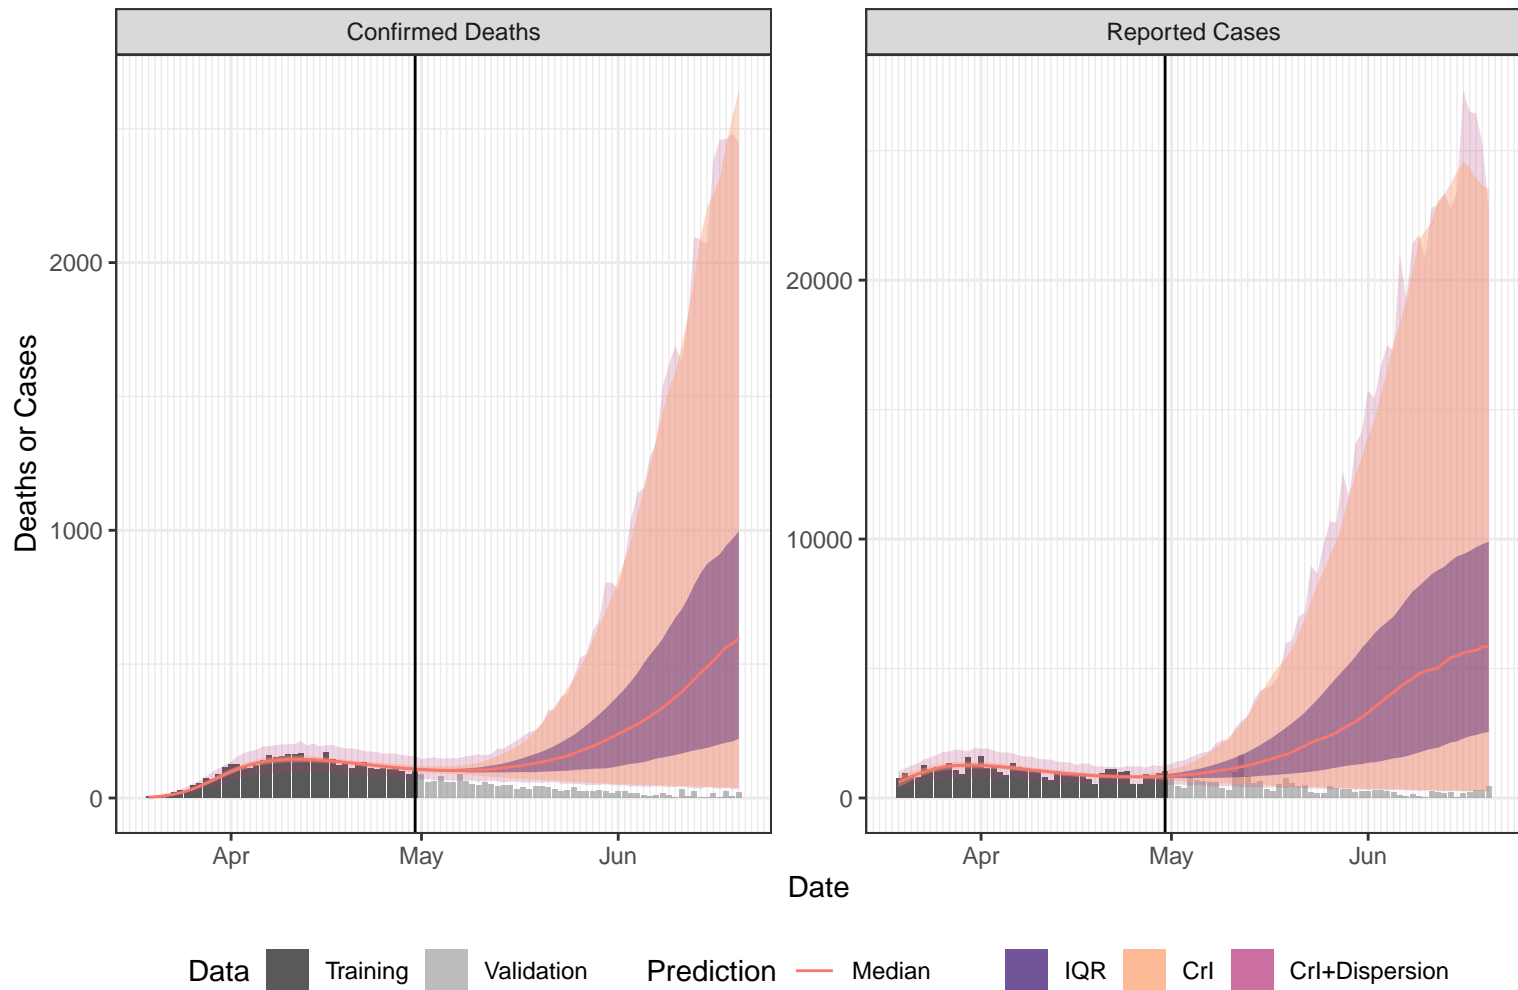 Confirmed Deaths
Reported Cases
Deaths or Cases
2000
1000
0
20000
10000
0
Apr
May
Jun
Apr
May
Jun
Date
Data Training Validation Prediction Median IQR CrI CrI+Dispersion